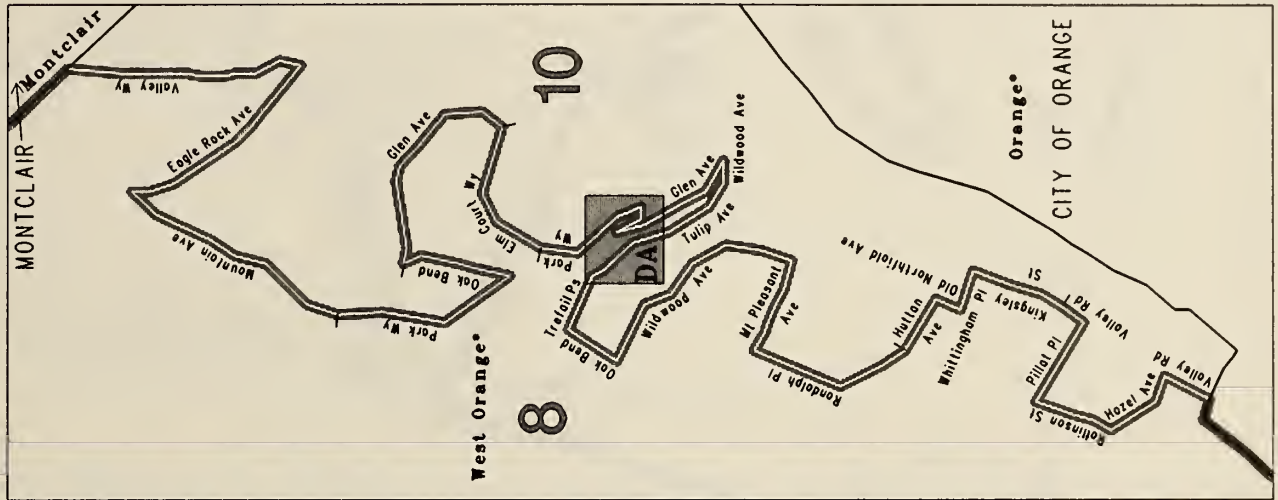 MONTCLAIR
Montclair
Valley Wy
Eagle Rock Ave
Mountain Ave
Park Wy
Glen Ave
Oak Bend
Elm Court Wy
Park Wy
10
West Orange*
8
DA
Ps
Oak Bend
Wildwood Ave
Tulip Ave
Glen Ave
Wildwood Ave
Mt Pleasant
Ave
Randolph Pl
Hutton
Ave
Old Northfield Ave
Whittingham Pl
Kingsley
St
Valley Rd
Pillot Pl
Rollinson St
Hazel Ave
Valley Rd
Orange*
CITY OF ORANGE